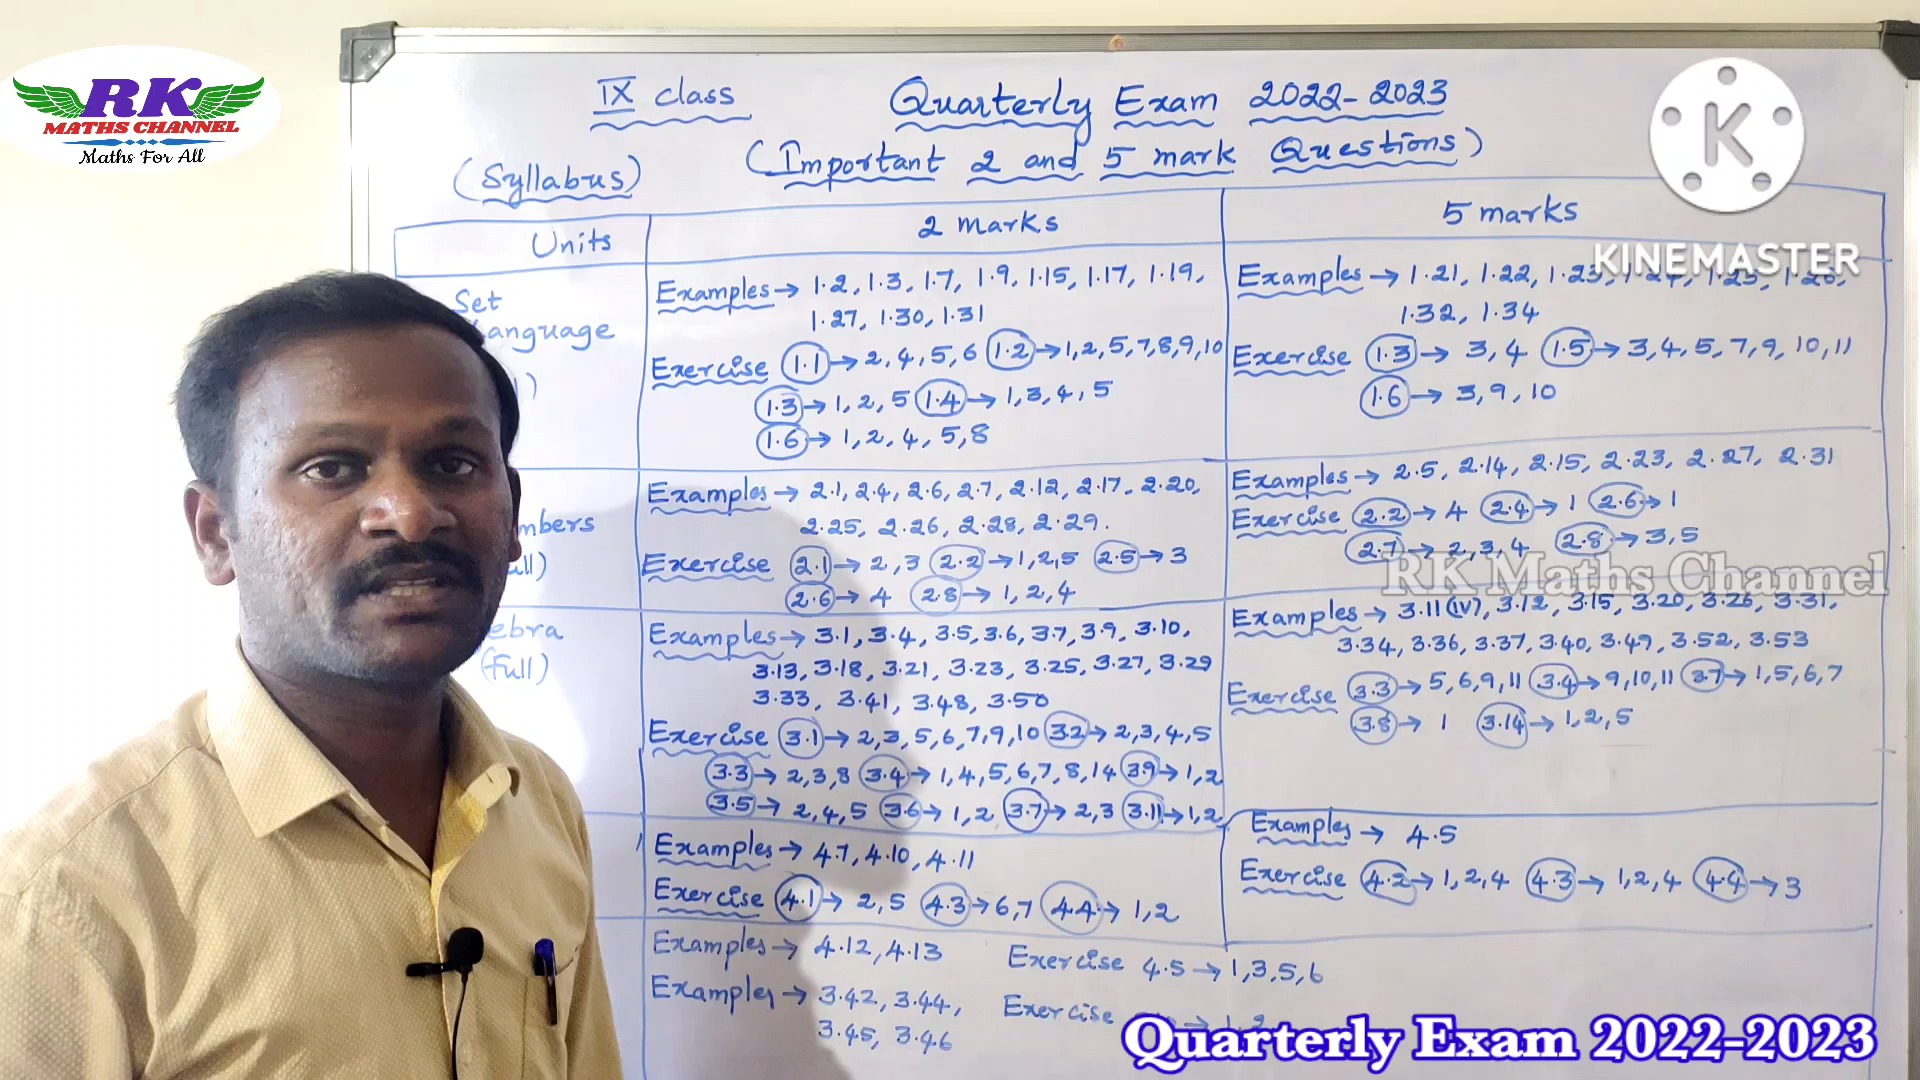 RK
MATHS CHANNEL
Maths For All
IX class
Quarterly Exam 2022-2023
(Important 2 and 5 mark Questions)
(Syllabus)
K
KINEMASTER
Units
2 marks
5 marks
Set
Language
Examples → 1.2, 1.3, 1.7, 1.9, 1.15, 1.17, 1.19,
1.27, 1.30, 1.31
Exercise 1.1 → 2, 4, 5, 6 1.2 → 1, 2, 5, 7, 8, 9, 10
1.3 → 1, 2, 5 1.4 → 1, 3, 4, 5
1.6 → 1, 2, 4, 5, 8
Examples → 1.21, 1.22, 1.23, 1.24, 1.25,
1.32, 1.34
Exercise 1.3 → 3, 4 1.5 → 3, 4, 5, 7, 9, 10, 11
1.6 → 3, 9, 10
Examples → 2.1, 2.4, 2.6, 2.7, 2.12, 2.17, 2.20,
2.25, 2.26, 2.28, 2.29.
Exercise 2.1 → 2, 3 2.2 → 1, 2, 5 2.5 → 3
2.6 → 4 2.8 → 1, 2, 4
Examples → 2.5, 2.14, 2.15, 2.23, 2.27, 2.31
Exercise 2.2 → 4 2.4 → 1 2.6 → 1
2.7 → 2, 3, 4 2.8 → 3, 5
RK Maths Channel
(Full)
Examples → 3.1, 3.4, 3.5, 3.6, 3.7, 3.9, 3.10,
3.13, 3.18, 3.21, 3.23, 3.25, 3.27, 3.29
3.33, 3.41, 3.48, 3.50
Exercise 3.1 → 2, 3, 5, 6, 7, 9, 10 3.2 → 2, 3, 4, 5
3.3 → 2, 3, 8 3.4 → 1, 4, 5, 6, 7, 8, 14 3.9 → 1, 2
3.5 → 2, 4, 5 3.6 → 1, 2 3.7 → 2, 3 3.11 → 1, 2
Examples → 3.11 (iv), 3.12, 3.15, 3.20, 3.26, 3.31,
3.34, 3.36, 3.37, 3.40, 3.49, 3.52, 3.53
Exercise 3.3 → 5, 6, 9, 11 3.4 → 9, 10, 11 3.7 → 1, 5, 6, 7
3.8 → 1 3.14 → 1, 2, 5
Examples → 4.7, 4.10, 4.11
Exercise 4.1 → 2, 5 4.3 → 6, 7 4.4 → 1, 2
Examples → 4.5
Exercise 4.2 → 1, 2, 4 4.3 → 1, 2, 4 4.4 → 3
Examples → 4.12, 4.13 Exercise 4.5 → 1, 3, 5, 6
Examples → 3.42, 3.44, Exercise
3.45, 3.46
Quarterly Exam 2022-2023